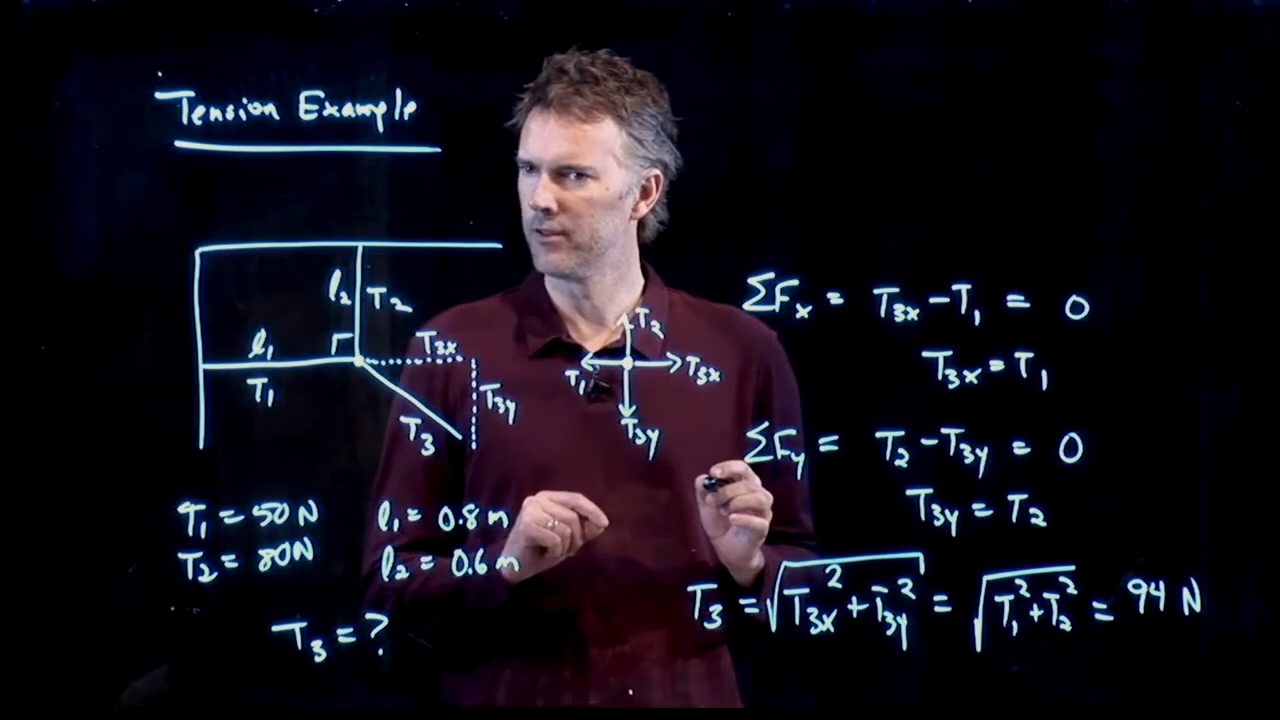 Tension Example
l₂ T₂
l₁
T₁
T₃ₓ
T₃y
T₃
T₂
T₁
T₃ₓ
T₃y
T₁ = 50 N l₁ = 0.8 m
T₂ = 80 N l₂ = 0.6 m
T₃ = ?
ΣFₓ = T₃ₓ - T₁ = 0
T₃ₓ = T₁
ΣFy = T₂ - T₃y = 0
T₃y = T₂
T₃ = √(T₃ₓ² + T₃y²) = √(T₁² + T₂²) = 94 N